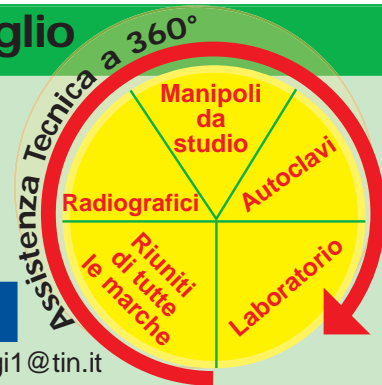 glio
Assistenza Tecnica a 360°
Manipoli
da
studio
Autoclavi
Radiografici
Riuniti
di tutte
le marche
Laboratorio
gi1@tin.it